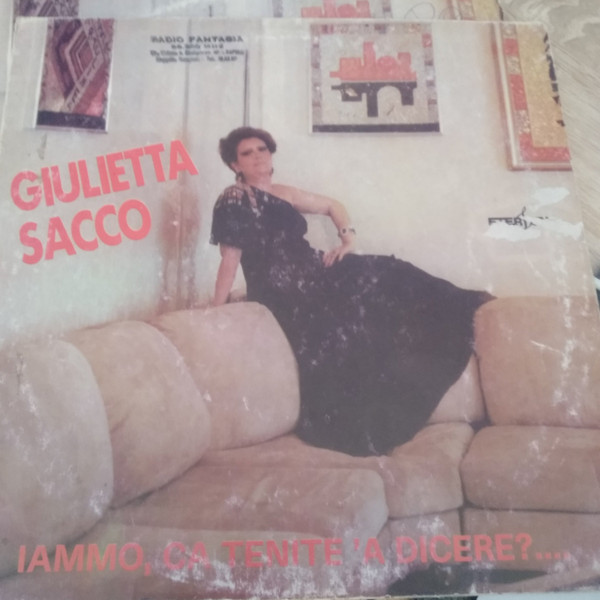 RADIO FANTASIA
GIULIETTA
SACCO
IAMMO, CA TENITE 'A DICERE?....